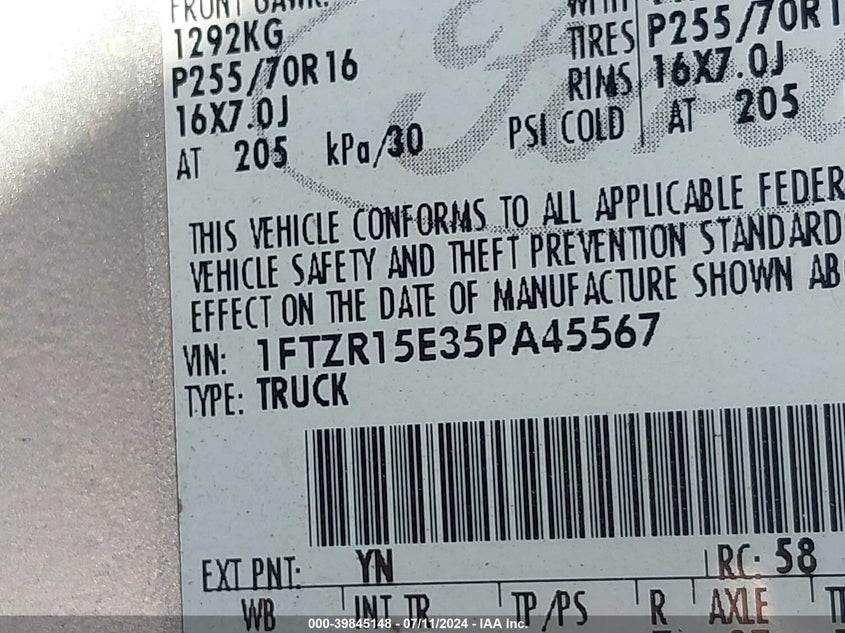 FRONT GAWR:
1292KG
P255/70R16
16X7.0J
AT 205 kPa/30 PSI COLD
WITH
TIRES P255/70R1
RIMS 16X7.0J
AT 205
THIS VEHICLE CONFORMS TO ALL APPLICABLE FEDER
VEHICLE SAFETY AND THEFT PREVENTION STANDARD
EFFECT ON THE DATE OF MANUFACTURE SHOWN AB
VIN: 1FTZR15E35PA45567
TYPE: TRUCK
EXT PNT: YN RC: 58
WB INT TR TP/PS R AXLE
000-39845148 - 07/11/2024 - IAA Inc.